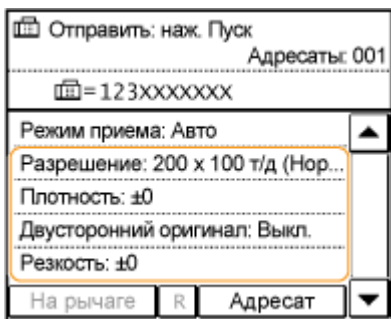 Отправить: наж. Пуск
Адресаты: 001
=123XXXXXXX
Режим приема: Авто
Разрешение: 200 x 100 т/д (Нор...
Плотность: ±0
Двусторонний оригинал: Выкл.
Резкость: ±0
На рычаге R Адресат